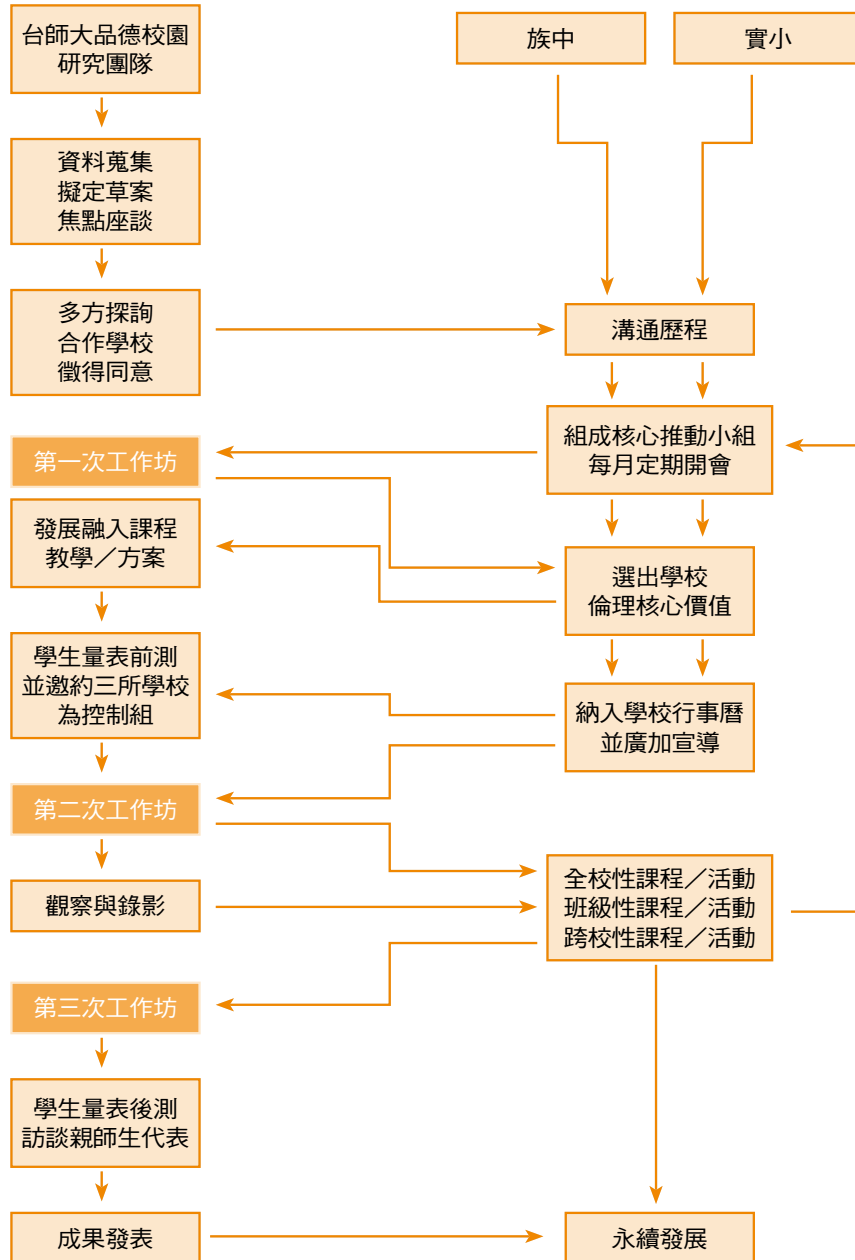 台師大品德校園
研究團隊
族中
實小
資料蒐集
擬定草案
焦點座談
多方探詢
合作學校
徵得同意
溝通歷程
組成核心推動小組
每月定期開會
第一次工作坊
發展融入課程
教學／方案
選出學校
倫理核心價值
學生量表前測
並邀約三所學校
為控制組
納入學校行事曆
並廣加宣導
第二次工作坊
觀察與錄影
全校性課程／活動
班級性課程／活動
跨校性課程／活動
第三次工作坊
學生量表後測
訪談親師生代表
成果發表
永續發展